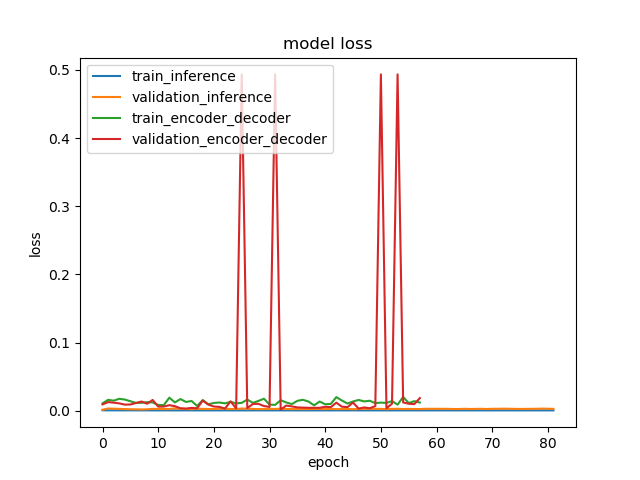 model loss
train_inference
validation_inference
train_encoder_decoder
validation_encoder_decoder
0.5
0.4
0.3
0.2
0.1
0.0
loss
0 10 20 30 40 50 60 70 80
epoch